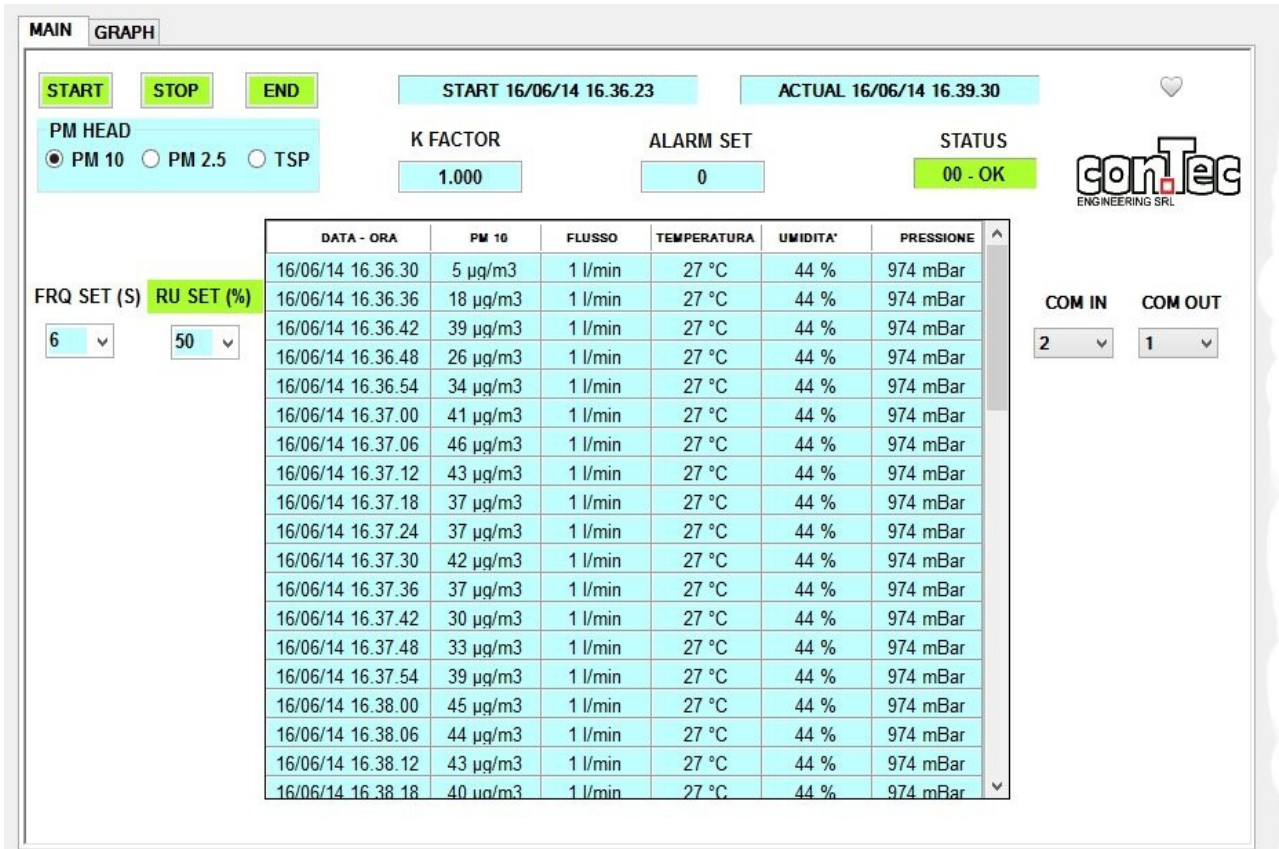 MAIN GRAPH
START STOP END START 16/06/14 16.36.23 ACTUAL 16/06/14 16.39.30
PM HEAD
PM 10 PM 2.5 TSP
K FACTOR ALARM SET STATUS
1.000 0 00 - OK
con.Tec
ENGINEERING SRL
FRQ SET (S) RU SET (%)
6 50
DATA - ORA PM 10 FLUSSO TEMPERATURA UMIDITA' PRESSIONE
16/06/14 16.36.30 5 µg/m3 1 l/min 27 °C 44 % 974 mBar
16/06/14 16.36.36 18 µg/m3 1 l/min 27 °C 44 % 974 mBar
16/06/14 16.36.42 39 µg/m3 1 l/min 27 °C 44 % 974 mBar
16/06/14 16.36.48 26 µg/m3 1 l/min 27 °C 44 % 974 mBar
16/06/14 16.36.54 34 µg/m3 1 l/min 27 °C 44 % 974 mBar
16/06/14 16.37.00 41 µg/m3 1 l/min 27 °C 44 % 974 mBar
16/06/14 16.37.06 46 µg/m3 1 l/min 27 °C 44 % 974 mBar
16/06/14 16.37.12 43 µg/m3 1 l/min 27 °C 44 % 974 mBar
16/06/14 16.37.18 37 µg/m3 1 l/min 27 °C 44 % 974 mBar
16/06/14 16.37.24 37 µg/m3 1 l/min 27 °C 44 % 974 mBar
16/06/14 16.37.30 42 µg/m3 1 l/min 27 °C 44 % 974 mBar
16/06/14 16.37.36 37 µg/m3 1 l/min 27 °C 44 % 974 mBar
16/06/14 16.37.42 30 µg/m3 1 l/min 27 °C 44 % 974 mBar
16/06/14 16.37.48 33 µg/m3 1 l/min 27 °C 44 % 974 mBar
16/06/14 16.37.54 39 µg/m3 1 l/min 27 °C 44 % 974 mBar
16/06/14 16.38.00 45 µg/m3 1 l/min 27 °C 44 % 974 mBar
16/06/14 16.38.06 44 µg/m3 1 l/min 27 °C 44 % 974 mBar
16/06/14 16.38.12 43 µg/m3 1 l/min 27 °C 44 % 974 mBar
16/06/14 16.38.18 40 µg/m3 1 l/min 27 °C 44 % 974 mBar
COM IN COM OUT
2 1